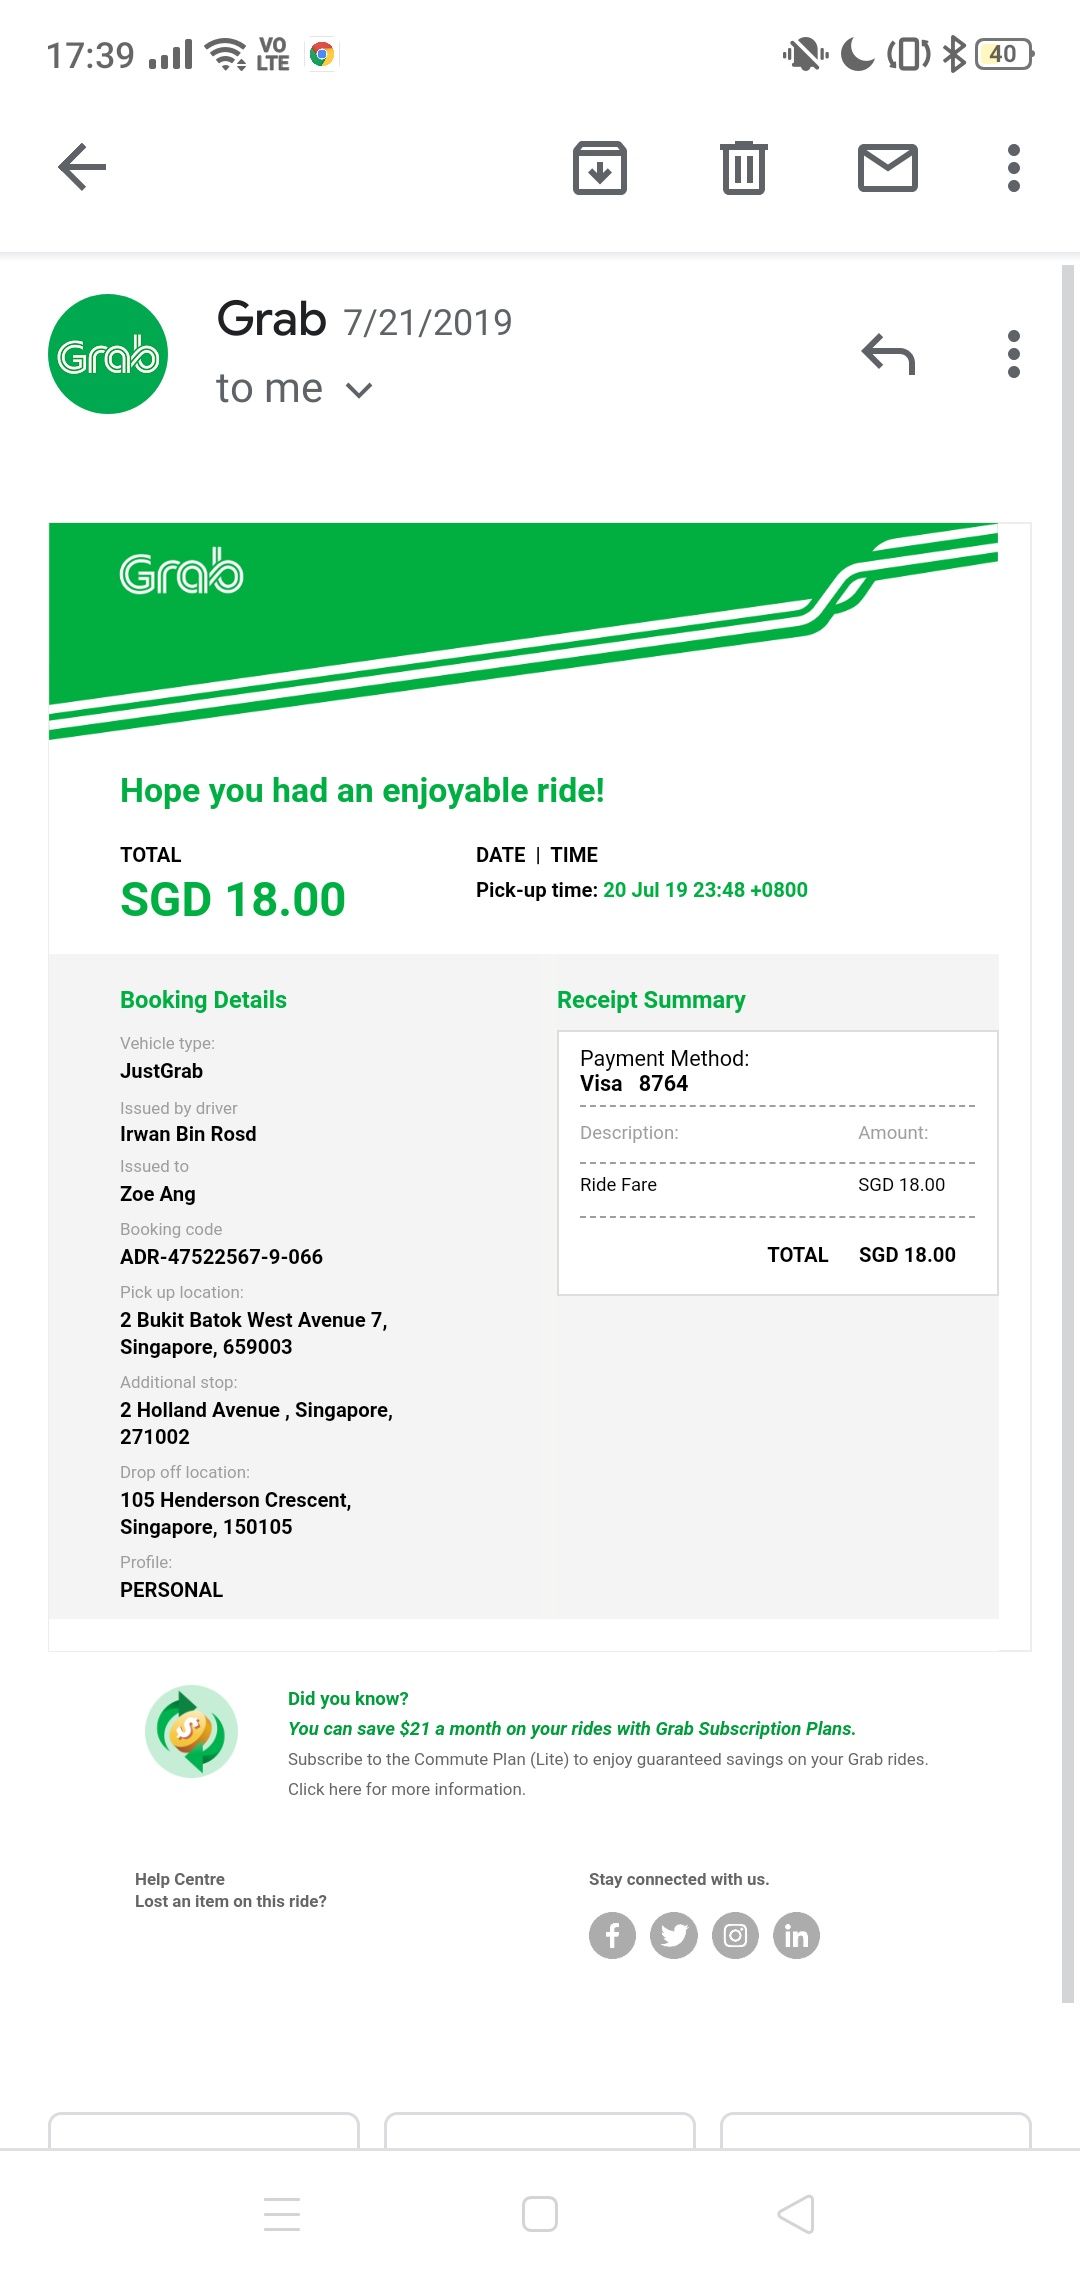 17:39 VO LTE 40
Grab 7/21/2019
Grab
to me
Grab
Hope you had an enjoyable ride!
TOTAL
SGD 18.00
DATE | TIME
Pick-up time: 20 Jul 19 23:48 +0800
Booking Details
Vehicle type:
JustGrab
Issued by driver
Irwan Bin Rosd
Issued to
Zoe Ang
Booking code
ADR-47522567-9-066
Pick up location:
2 Bukit Batok West Avenue 7,
Singapore, 659003
Additional stop:
2 Holland Avenue , Singapore,
271002
Drop off location:
105 Henderson Crescent,
Singapore, 150105
Profile:
PERSONAL
Receipt Summary
Payment Method:
Visa 8764
Description: Amount:
Ride Fare SGD 18.00
TOTAL SGD 18.00
Did you know?
You can save $21 a month on your rides with Grab Subscription Plans.
Subscribe to the Commute Plan (Lite) to enjoy guaranteed savings on your Grab rides.
Click here for more information.
Help Centre
Lost an item on this ride?
Stay connected with us.